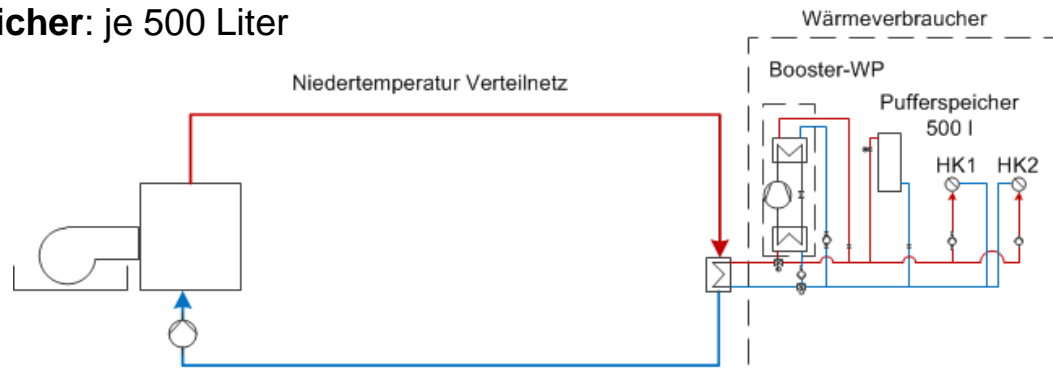 icher: je 500 Liter
Wärmeverbraucher
Niedertemperatur Verteilnetz
Booster-WP
Pufferspeicher
500 l
HK1 HK2